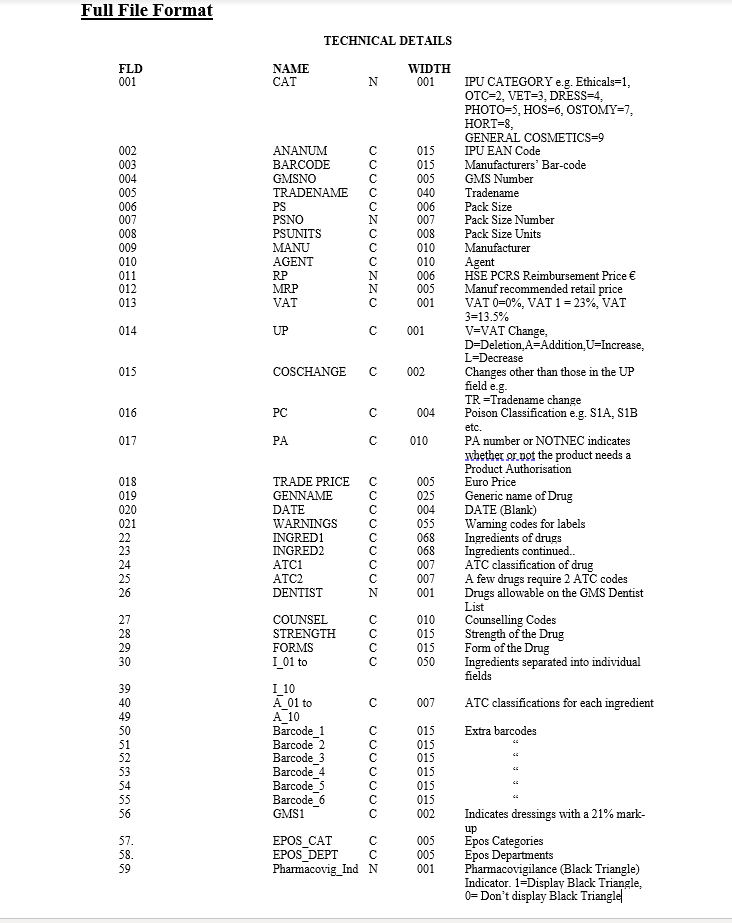 Full File Format
TECHNICAL DETAILS
FLD NAME WIDTH
001 CAT N 001 IPU CATEGORY e.g. Ethicals=1,
OTC=2, VET=3, DRESS=4,
PHOTO=5, HOS=6, OSTOMY=7,
HORT=8,
GENERAL COSMETICS=9
002 ANANUM C 015 IPU EAN Code
003 BARCODE C 015 Manufacturers' Bar-code
004 GMSNO C 005 GMS Number
005 TRADENAME C 040 Tradename
006 PS C 006 Pack Size
007 PSNO N 007 Pack Size Number
008 PSUNITS C 008 Pack Size Units
009 MANU C 010 Manufacturer
010 AGENT C 010 Agent
011 RP N 006 HSE PCRS Reimbursement Price €
012 MRP N 005 Manuf recommended retail price
013 VAT C 001 VAT 0=0%, VAT 1 = 23%, VAT
3=13.5%
014 UP C 001 V=VAT Change,
D=Deletion,A=Addition,U=Increase,
L=Decrease
015 COSCHANGE C 002 Changes other than those in the UP
field e.g.
TR =Tradename change
016 PC C 004 Poison Classification e.g. S1A, S1B
etc.
017 PA C 010 PA number or NOTNEC indicates
whether or not the product needs a
Product Authorisation
018 TRADE PRICE C 005 Euro Price
019 GENNAME C 025 Generic name of Drug
020 DATE C 004 DATE (Blank)
021 WARNINGS C 055 Warning codes for labels
22 INGRED1 C 068 Ingredients of drugs
23 INGRED2 C 068 Ingredients continued..
24 ATC1 C 007 ATC classification of drug
25 ATC2 C 007 A few drugs require 2 ATC codes
26 DENTIST N 001 Drugs allowable on the GMS Dentist
List
27 COUNSEL C 010 Counselling Codes
28 STRENGTH C 015 Strength of the Drug
29 FORMS C 015 Form of the Drug
30 I_01 to C 050 Ingredients separated into individual
fields
39 I_10
40 A_01 to C 007 ATC classifications for each ingredient
49 A_10
50 Barcode_1 C 015 Extra barcodes
51 Barcode_2 C 015 “
52 Barcode_3 C 015 “
53 Barcode_4 C 015 “
54 Barcode_5 C 015 “
55 Barcode_6 C 015 “
56 GMS1 C 002 Indicates dressings with a 21% mark-
up
57. EPOS_CAT C 005 Epos Categories
58. EPOS_DEPT C 005 Epos Departments
59 Pharmacovig_Ind N 001 Pharmacovigilance (Black Triangle)
Indicator. 1=Display Black Triangle,
0= Don't display Black Triangle